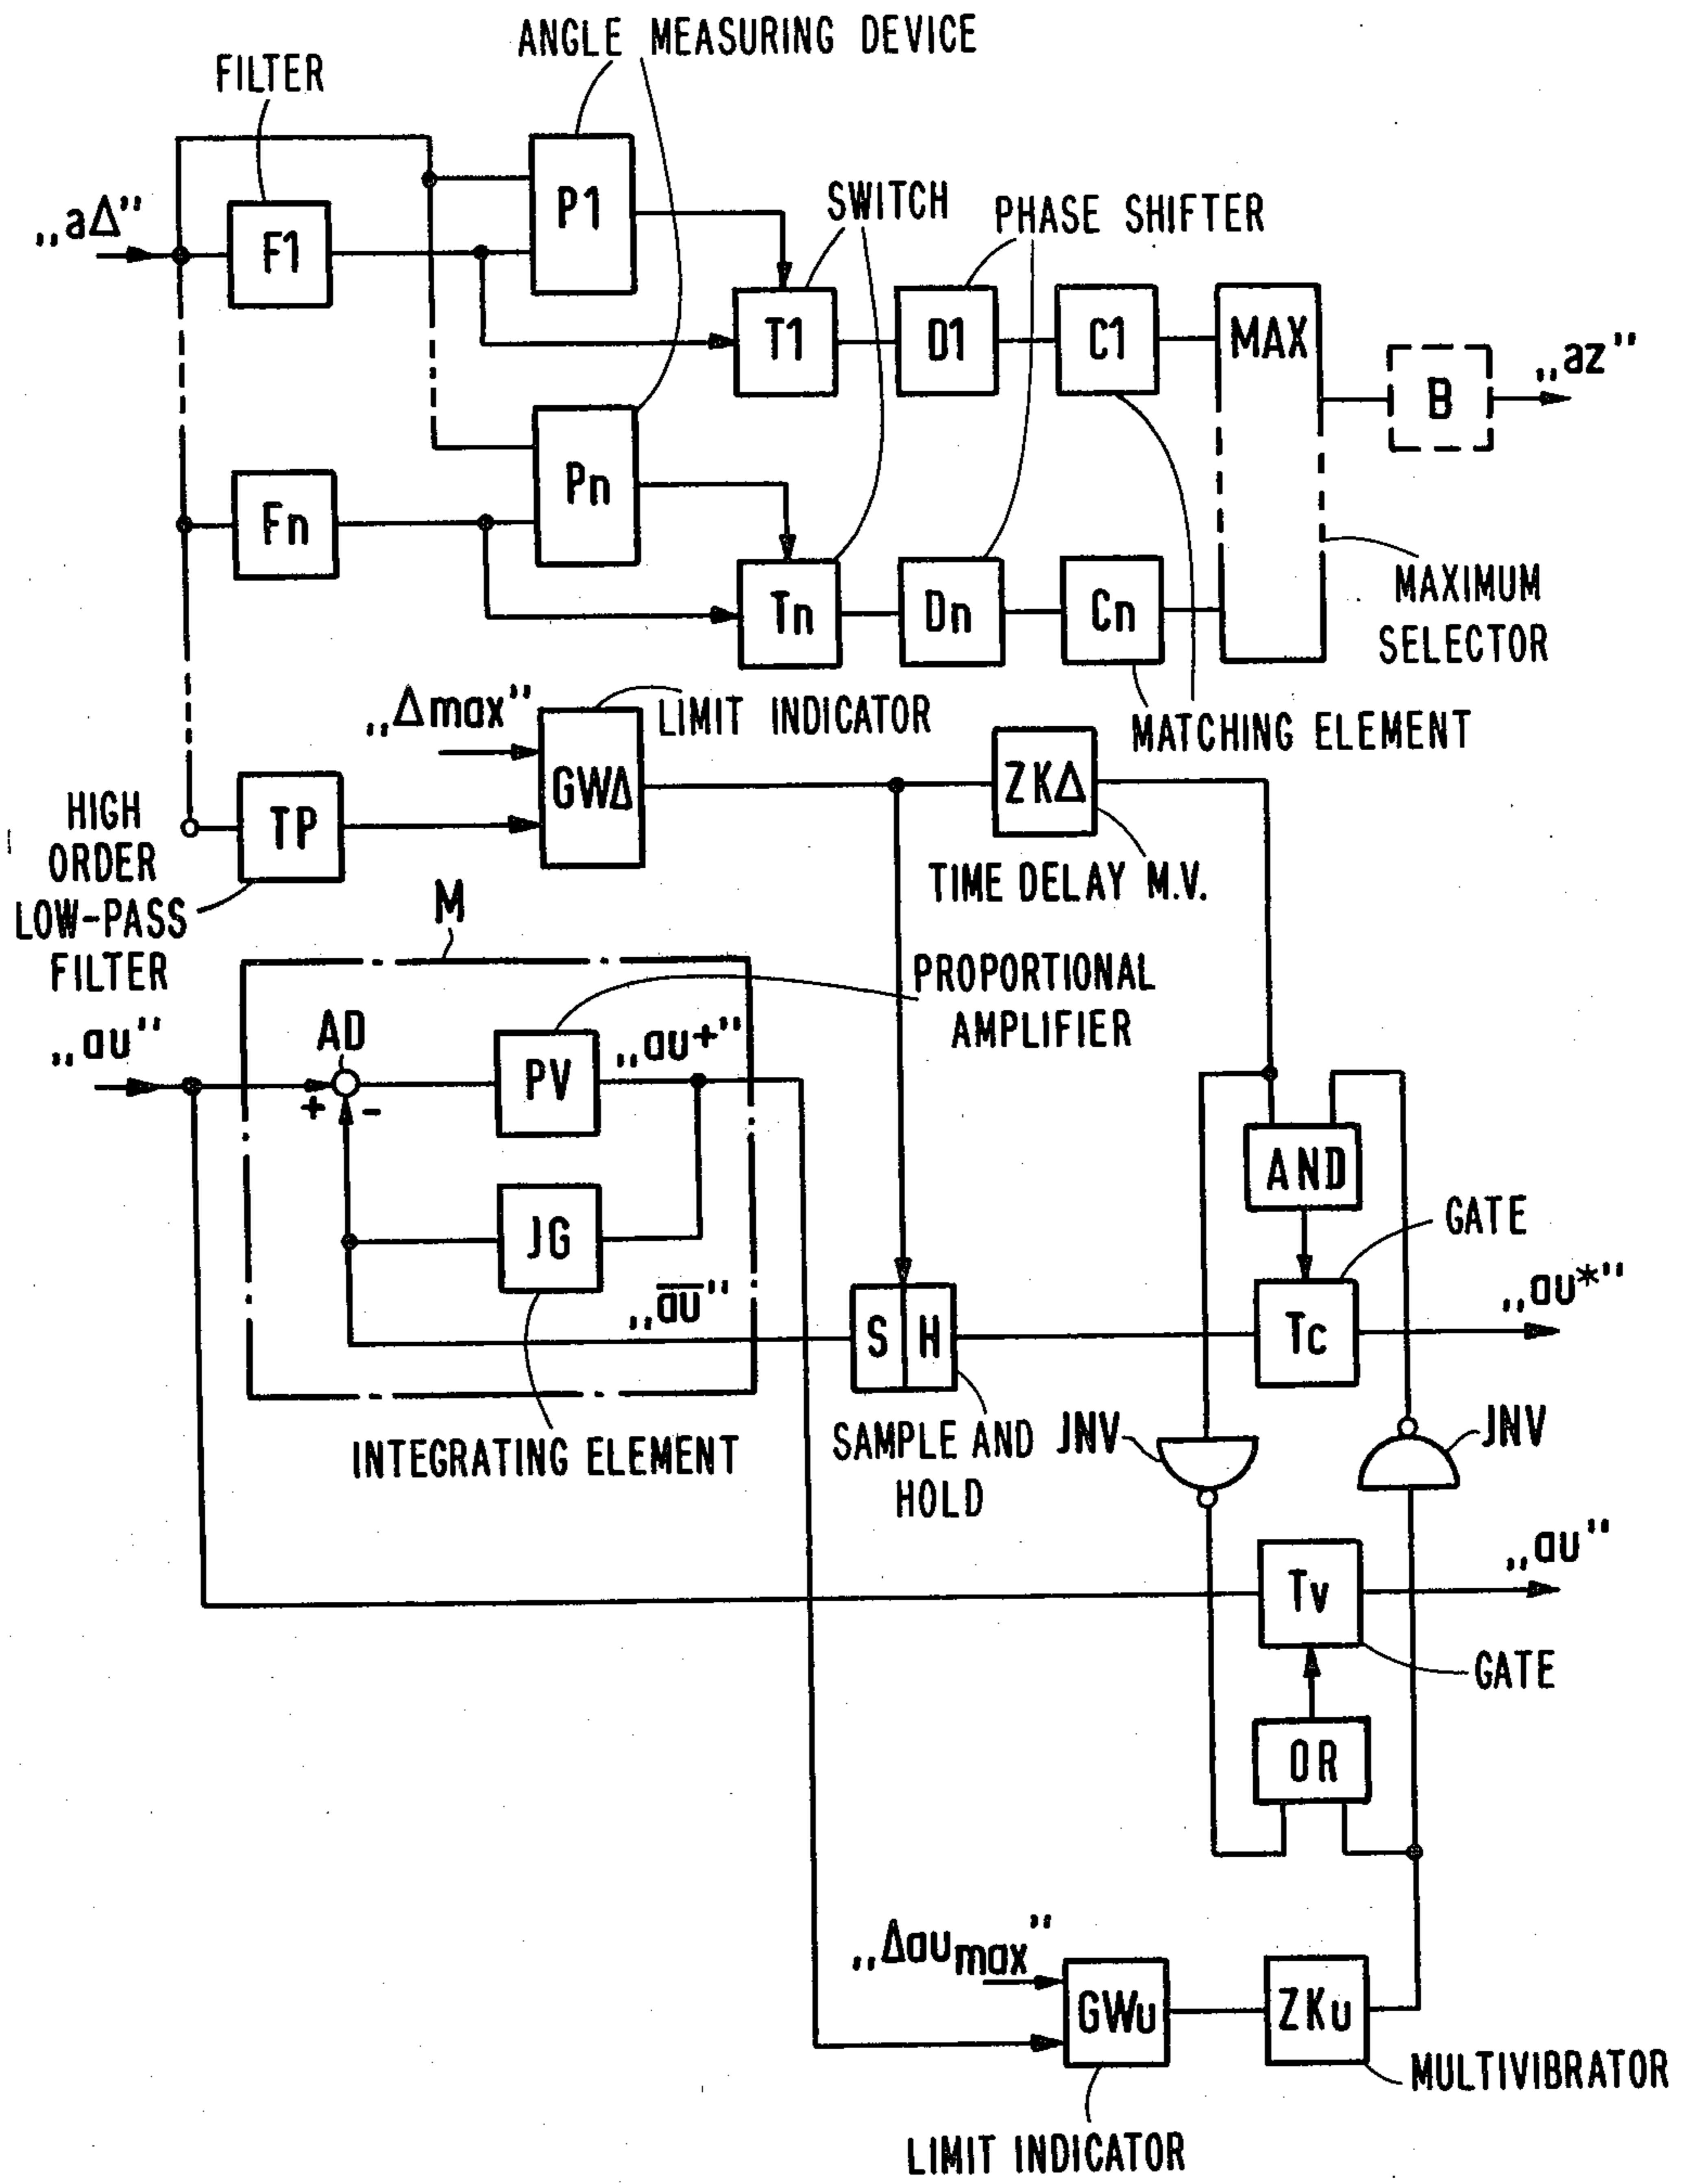 ANGLE MEASURING DEVICE
FILTER
P1
SWITCH
PHASE SHIFTER
„aΔ”
F1
T1
D1
C1
MAX
„az”
B
Pn
Fn
Tn
Dn
Cn
MAXIMUM
SELECTOR
„Δmax”
LIMIT INDICATOR
MATCHING ELEMENT
GWΔ
ZKΔ
HIGH
ORDER
LOW-PASS
FILTER
TP
TIME DELAY M.V.
M
PROPORTIONAL
AMPLIFIER
„au”
AD
PV
„au+”
+ -
AND
JG
GATE
„a̅u̅”
„au*”
S H
Tc
INTEGRATING ELEMENT
SAMPLE AND
HOLD
JNV
JNV
„au”
Tv
GATE
OR
„Δaumax”
GWu
ZKu
MULTIVIBRATOR
LIMIT INDICATOR